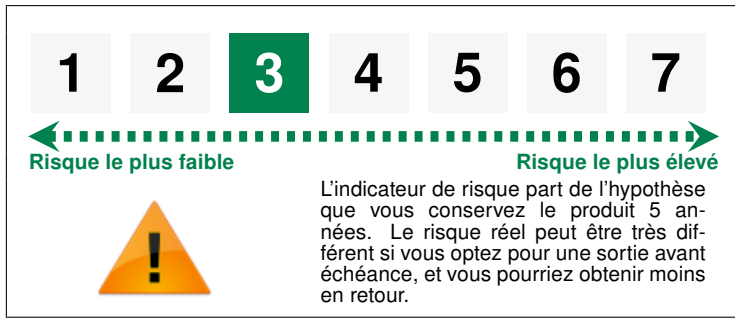 1 2 3 4 5 6 7
Risque le plus faible Risque le plus élevé
L'indicateur de risque part de l'hypothèse
que vous conservez le produit 5 an-
nées. Le risque réel peut être très dif-
férent si vous optez pour une sortie avant
échéance, et vous pourriez obtenir moins
en retour.
!